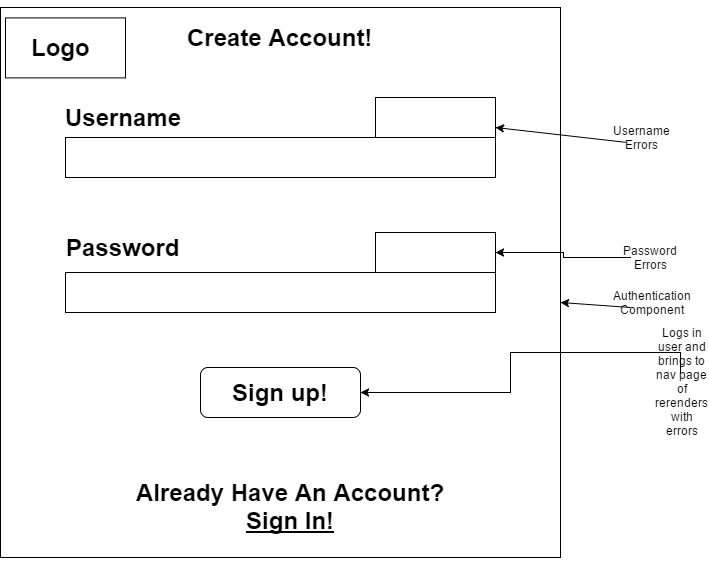 Logo
Create Account!
Username
Username
Errors
Password
Password
Errors
Authentication
Component
Logs in
user and
brings to
nav page
of
rerenders
with
errors
Sign up!
Already Have An Account?
Sign In!